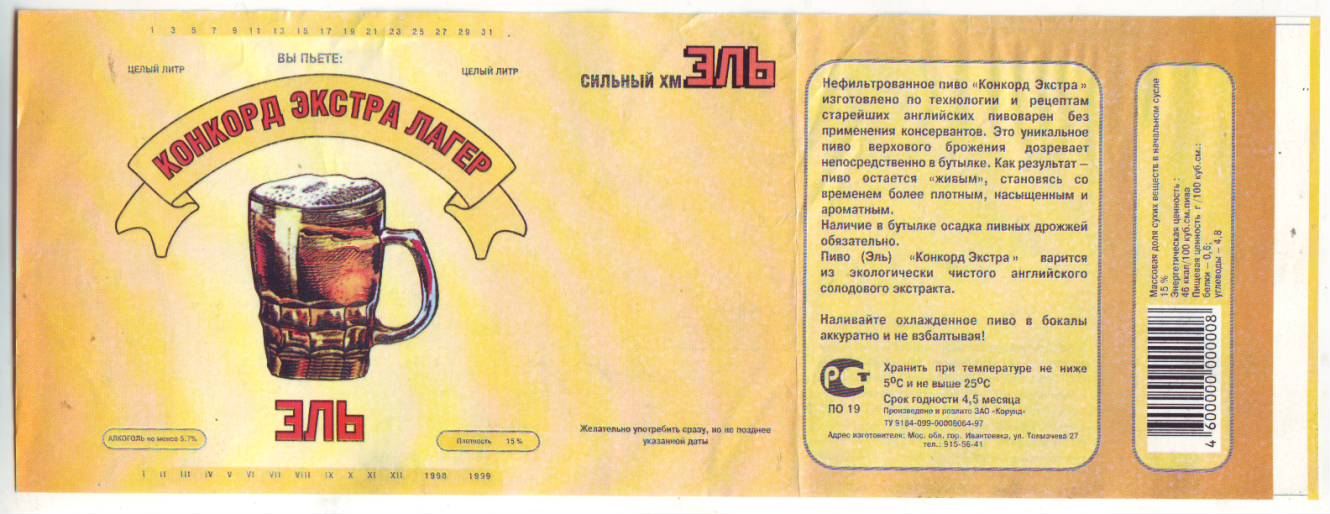 1 3 5 7 9 11 13 15 17 19 21 23 25 27 29 31
ЦЕЛЫЙ ЛИТР
ВЫ ПЬЕТЕ:
ЦЕЛЫЙ ЛИТР
КОНКОРД ЭКСТРА ЛАГЕР
ЭЛЬ
АЛКОГОЛЬ не менее 5.7%
Плотность 15%
I II III IV V VI VII VIII IX X XI XII 1998 1999
СИЛЬНЫЙ ХМЭЛЬ
Желательно употребить сразу, но не позднее
указанной даты
Нефильтрованное пиво «Конкорд Экстра»
изготовлено по технологии и рецептам
старейших английских пивоварен без
применения консервантов. Это уникальное
пиво верхового брожения дозревает
непосредственно в бутылке. Как результат –
пиво остается «живым», становясь со
временем более плотным, насыщенным и
ароматным.
Наличие в бутылке осадка пивных дрожжей
обязательно.
Пиво (Эль) «Конкорд Экстра» варится
из экологически чистого английского
солодового экстракта.
Наливайте охлажденное пиво в бокалы
аккуратно и не взбалтывая!
РСТ
ПО 19
Хранить при температуре не ниже
5ºС и не выше 25ºС
Срок годности 4,5 месяца
Произведено и розлито ЗАО «Корунд»
ТУ 9184-099-00008064-97
Адрес изготовителя: Мос. обл. гор. Ивантеевка, ул. Толмачева 27
тел.: 915-56-41
Массовая доля сухих веществ в начальном сусле
15 %
Энергетическая ценность :
46 ккал/100 куб.см.пива
Пищевая ценность г /100 куб.см.:
белки – 0,6;
углеводы – 4,8
4 600000 000008